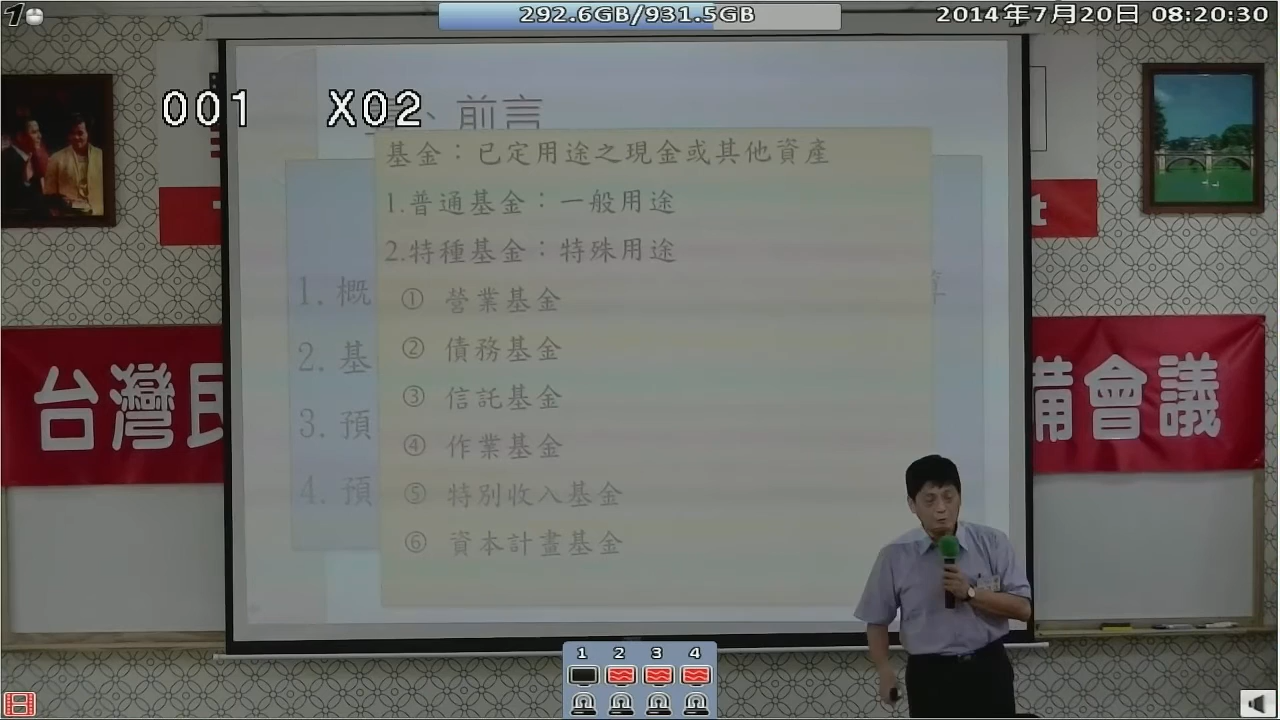 1
292.6GB/931.5GB
2014年7月20日 08:20:30
001 X02
前言
基金：已定用途之現金或其他資產
1.普通基金：一般用途
2.特種基金：特殊用途
① 營業基金
② 債務基金
③ 信託基金
④ 作業基金
⑤ 特別收入基金
⑥ 資本計畫基金
1. 概
2. 基
3. 預
4. 預
算
t
台灣民
備會議
1 2 3 4